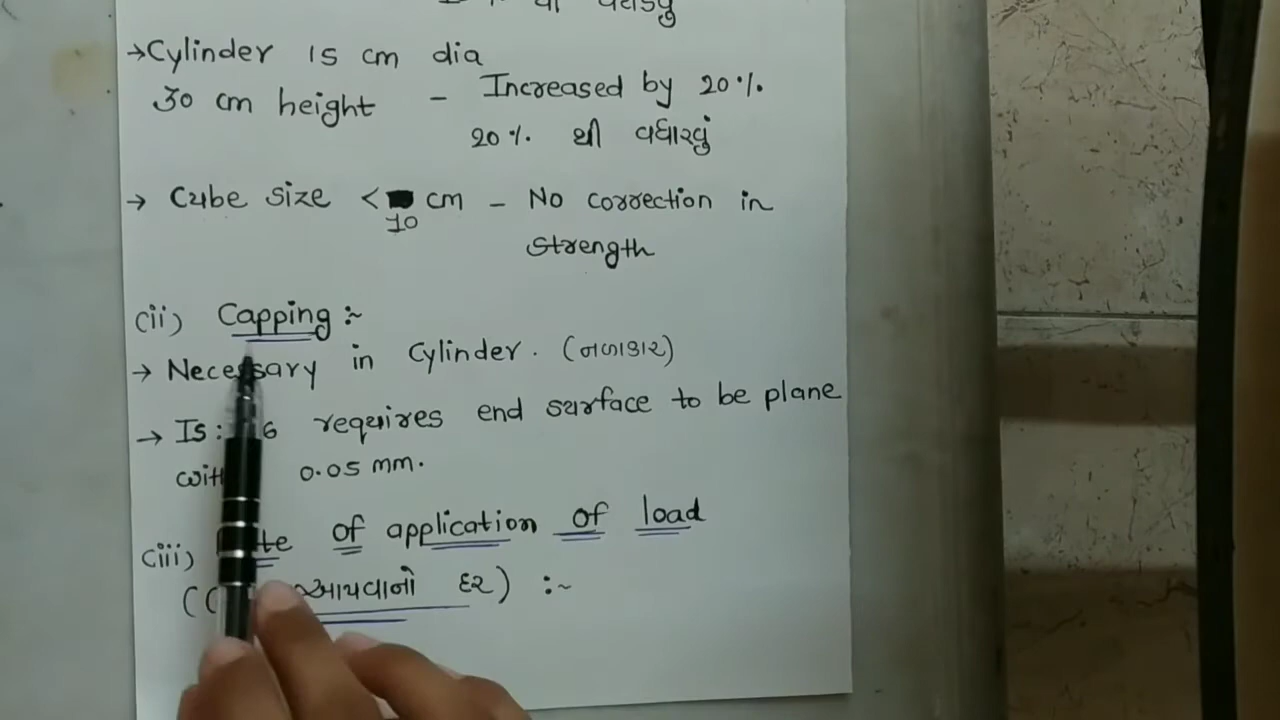 → Cylinder 15 cm dia
30 cm height - Increased by 20%.
20%. થી વધારવું
→ Cube size < cm - No correction in
10
Strength
(ii) Capping :~
→ Necessary in Cylinder. (નળાકાર)
→ Is: 6 requires end surface to be plane
0.05 mm.
(iii) of application of load
આપવાનો દર) :~